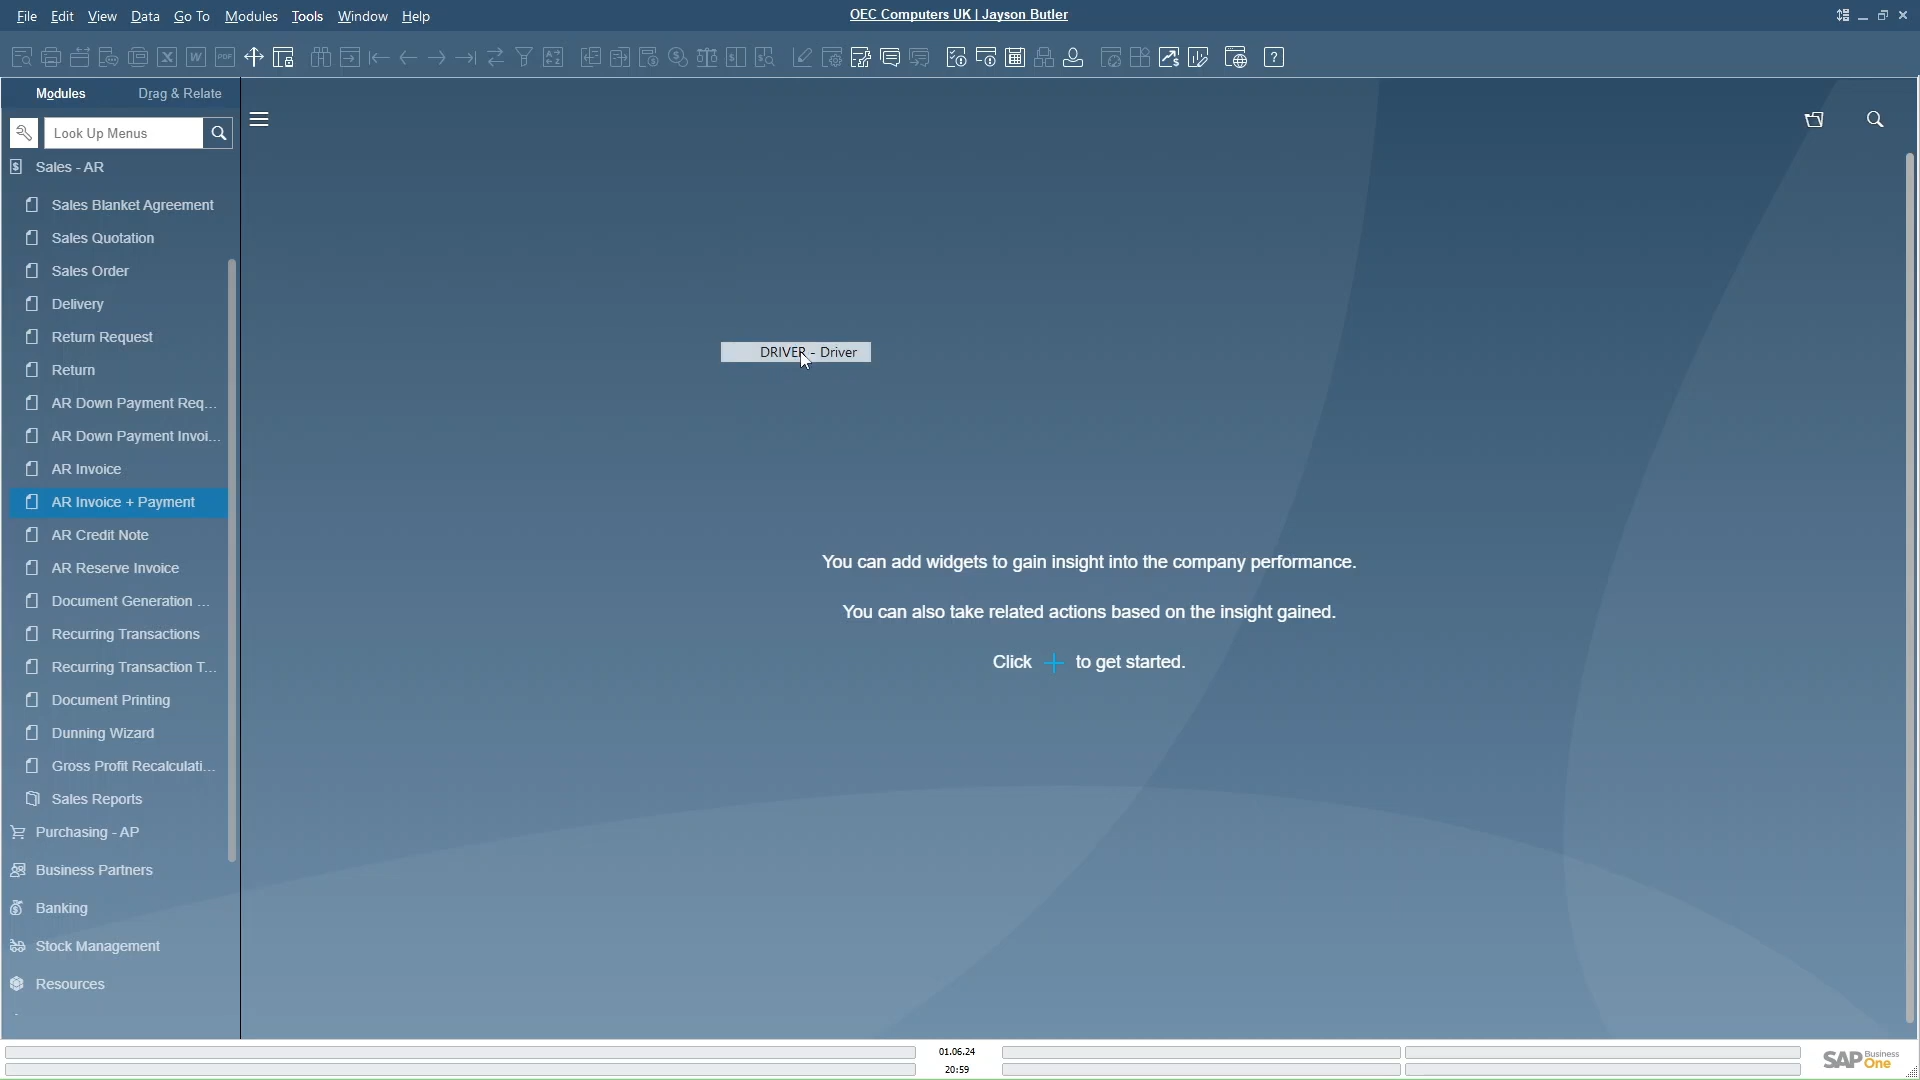 File Edit View Data Go To Modules Tools Window Help
OEC Computers UK | Jayson Butler
Modules
Drag & Relate
Look Up Menus
Sales - AR
Sales Blanket Agreement
Sales Quotation
Sales Order
Delivery
Return Request
Return
AR Down Payment Req...
AR Down Payment Invoi...
AR Invoice
AR Invoice + Payment
AR Credit Note
AR Reserve Invoice
Document Generation ...
Recurring Transactions
Recurring Transaction T...
Document Printing
Dunning Wizard
Gross Profit Recalculati...
Sales Reports
Purchasing - AP
Business Partners
Banking
Stock Management
Resources
DRIVER - Driver
You can add widgets to gain insight into the company performance.
You can also take related actions based on the insight gained.
Click + to get started.
01.06.24
20:59
SAP Business One